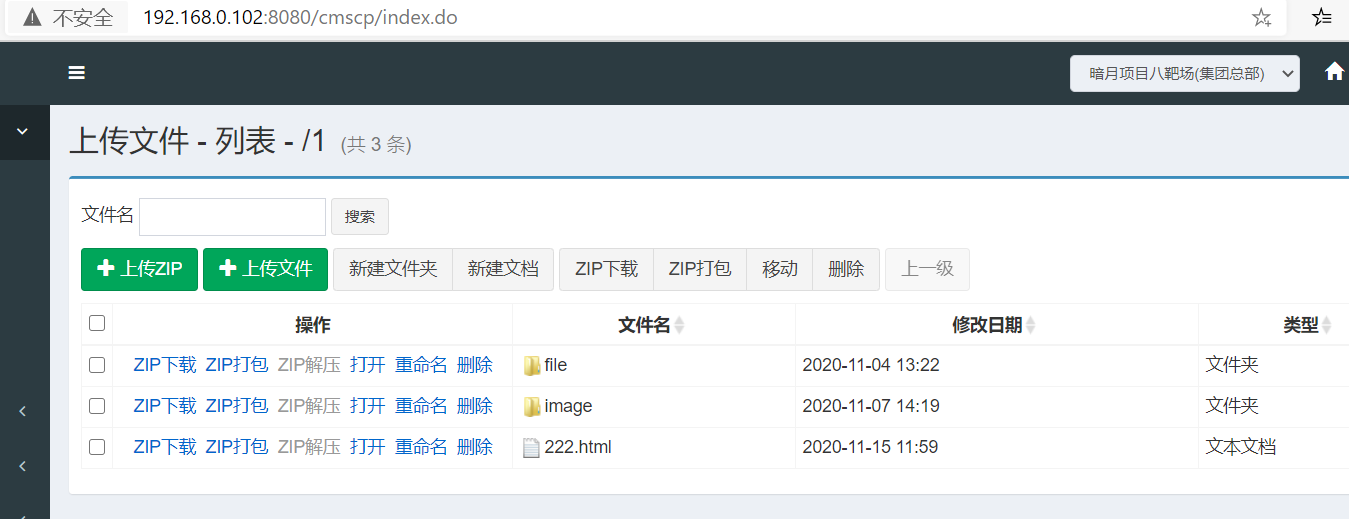 不安全 192.168.0.102:8080/cmscp/index.do
暗月项目八靶场(集团总部)
上传文件 - 列表 - /1 (共 3 条)
文件名 搜索
上传ZIP 上传文件 新建文件夹 新建文档 ZIP下载 ZIP打包 移动 删除 上一级
操作 文件名 修改日期 类型
ZIP下载 ZIP打包 ZIP解压 打开 重命名 删除 file 2020-11-04 13:22 文件夹
ZIP下载 ZIP打包 ZIP解压 打开 重命名 删除 image 2020-11-07 14:19 文件夹
ZIP下载 ZIP打包 ZIP解压 打开 重命名 删除 222.html 2020-11-15 11:59 文本文档